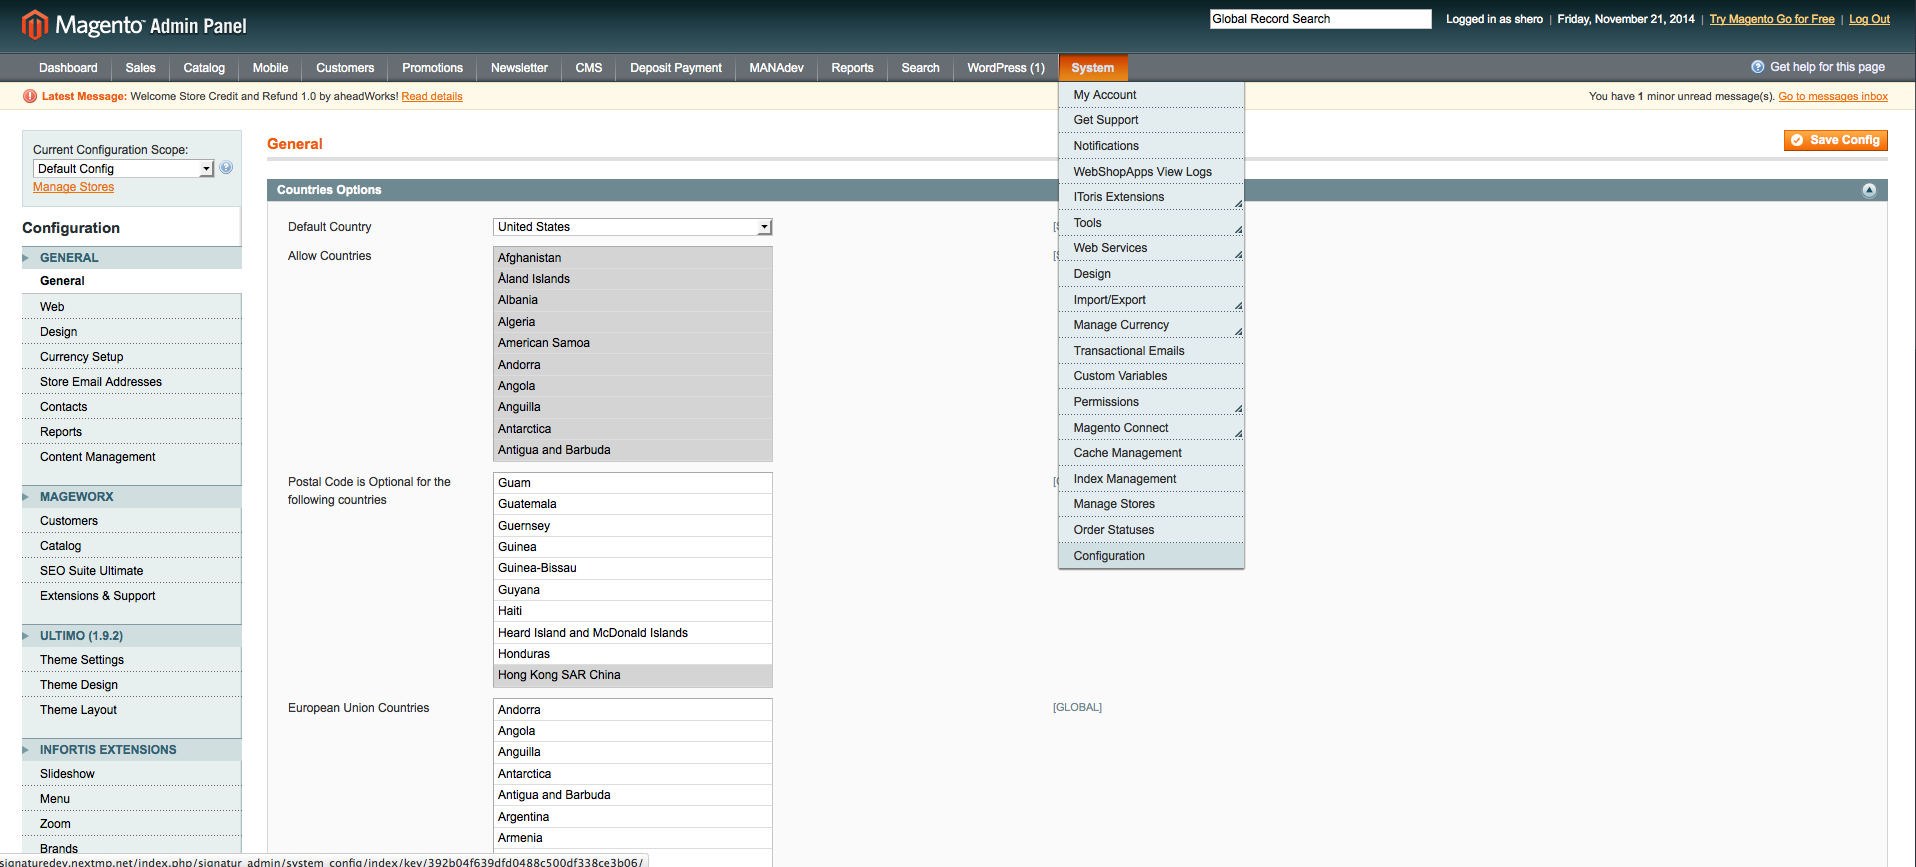 Magento™ Admin Panel
Global Record Search
Logged in as shero | Friday, November 21, 2014 | Try Magento Go for Free | Log Out
Dashboard Sales Catalog Mobile Customers Promotions Newsletter CMS Deposit Payment MANAdev Reports Search WordPress (1) System
Get help for this page
Latest Message: Welcome Store Credit and Refund 1.0 by aheadWorks! Read details
You have 1 minor unread message(s). Go to messages inbox
My Account
Get Support
Notifications
WebShopApps View Logs
IToris Extensions
Tools
Web Services
Design
Import/Export
Manage Currency
Transactional Emails
Custom Variables
Permissions
Magento Connect
Cache Management
Index Management
Manage Stores
Order Statuses
Configuration
Current Configuration Scope:
Default Config
Manage Stores
Configuration
GENERAL
General
Web
Design
Currency Setup
Store Email Addresses
Contacts
Reports
Content Management
MAGEWORX
Customers
Catalog
SEO Suite Ultimate
Extensions & Support
ULTIMO (1.9.2)
Theme Settings
Theme Design
Theme Layout
INFORTIS EXTENSIONS
Slideshow
Menu
Zoom
Brands
General
Save Config
Countries Options
Default Country
United States
Allow Countries
Afghanistan
Åland Islands
Albania
Algeria
American Samoa
Andorra
Angola
Anguilla
Antarctica
Antigua and Barbuda
Postal Code is Optional for the
following countries
Guam
Guatemala
Guernsey
Guinea
Guinea-Bissau
Guyana
Haiti
Heard Island and McDonald Islands
Honduras
Hong Kong SAR China
European Union Countries
[GLOBAL]
Andorra
Angola
Anguilla
Antarctica
Antigua and Barbuda
Argentina
Armenia
signaturedev.nextmp.net/index.php/signatur_admin/system_config/index/key/392b04f639dfd0488c500df338ce3b06/